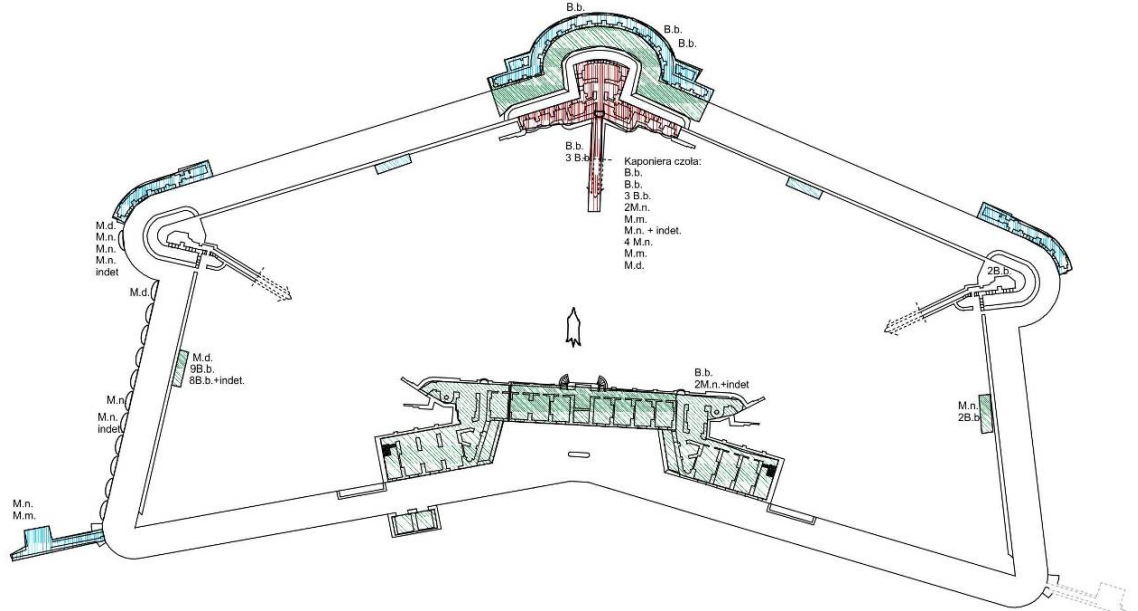 B.b.
B.b.
B.b.
B.b.
3 B.b.
Kaponiera czoła:
B.b.
B.b.
3 B.b.
2M.n.
M.m.
M.n. + indet.
4 M.n.
M.m.
M.d.
M.d.
M.n.
M.n.
M.n.
indet
M.d.
2B.b.
M.d.
9B.b.
8B.b.+indet.
B.b.
2M.n.+indet
M.n.
M.n.
indet.
M.n.
2B.b
M.n.
M.m.